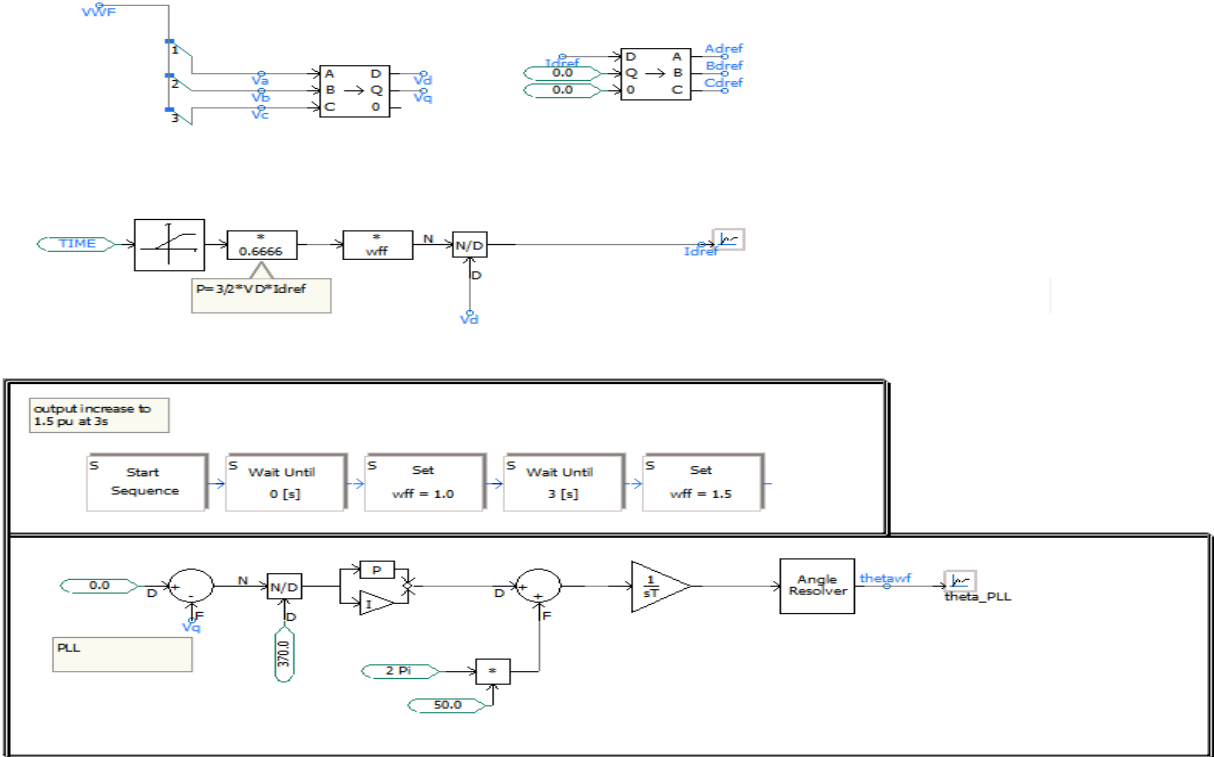 VWF
1
2
3
Va
Vb
Vc
A D
B Q
C 0
Vd
Vq
Idref
0.0
0.0
D A
Q B
0 C
Adref
Bdref
Cdref
TIME
*
0.6666
*
wff
N
N/D
D
Vd
Idref
P=3/2*VD*Idref
output increase to
1.5 pu at 3s
S
Start
Sequence
S
Wait Until
0 [s]
S
Set
wff = 1.0
S
Wait Until
3 [s]
S
Set
wff = 1.5
0.0
D
+
-
F
Vq
N
N/D
D
370.0
P
I
D
+
+
F
1
sT
Angle
Resolver
thetawf
theta_PLL
PLL
2 Pi
*
50.0